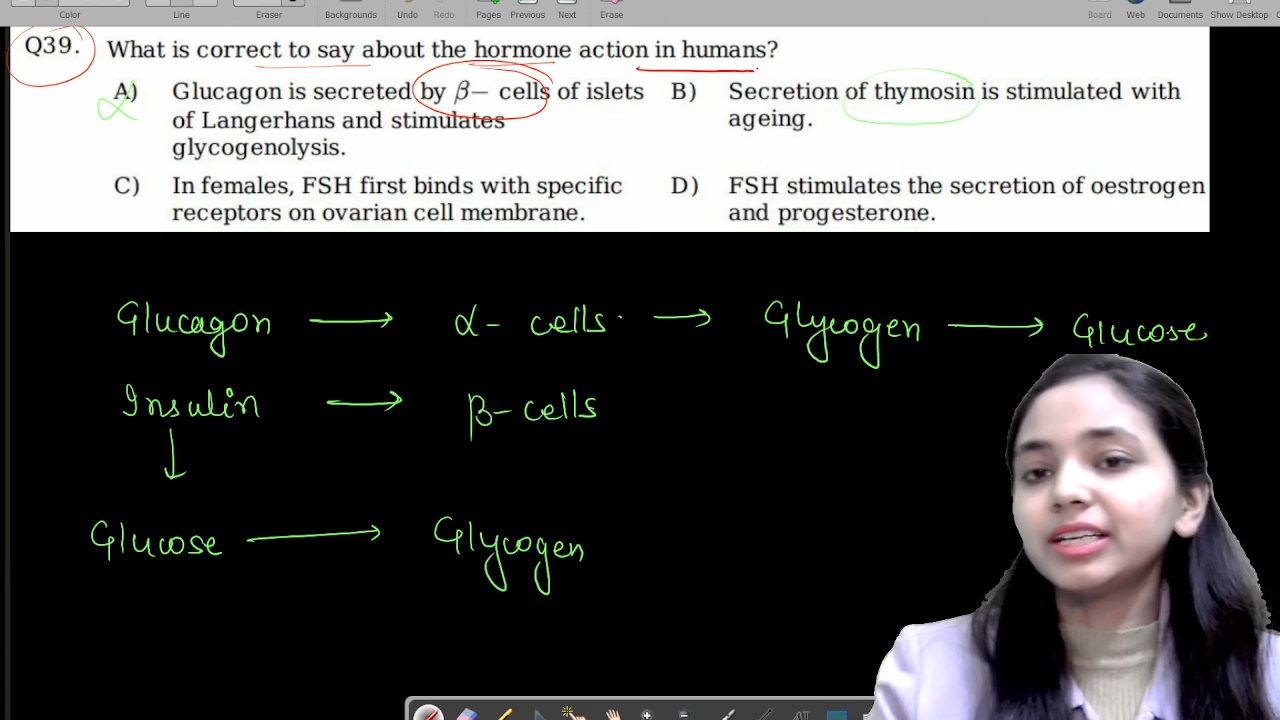 Color Line Eraser Backgrounds Undo Redo Pages Previous Next Erase Board Web Documents Show Desktop
Q39. What is correct to say about the hormone action in humans?
A) Glucagon is secreted by β− cells of islets of Langerhans and stimulates glycogenolysis.
α
B) Secretion of thymosin is stimulated with ageing.
C) In females, FSH first binds with specific receptors on ovarian cell membrane.
D) FSH stimulates the secretion of oestrogen and progesterone.
Glucagon → α- cells → Glycogen → Glucose
Insulin → β-cells
↓
Glucose → Glycogen